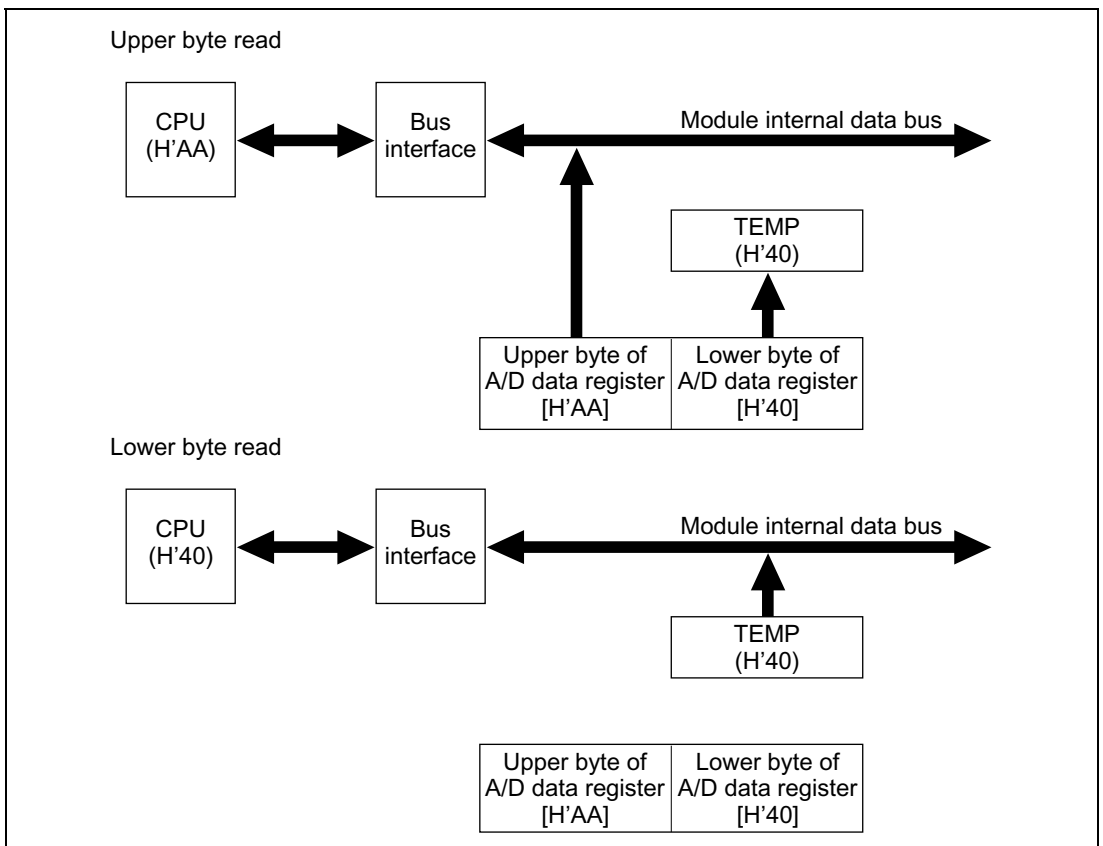 Upper byte read
CPU
(H'AA)
Bus
interface
Module internal data bus
TEMP
(H'40)
Upper byte of
A/D data register
[H'AA]
Lower byte of
A/D data register
[H'40]
Lower byte read
CPU
(H'40)
Bus
interface
Module internal data bus
TEMP
(H'40)
Upper byte of
A/D data register
[H'AA]
Lower byte of
A/D data register
[H'40]